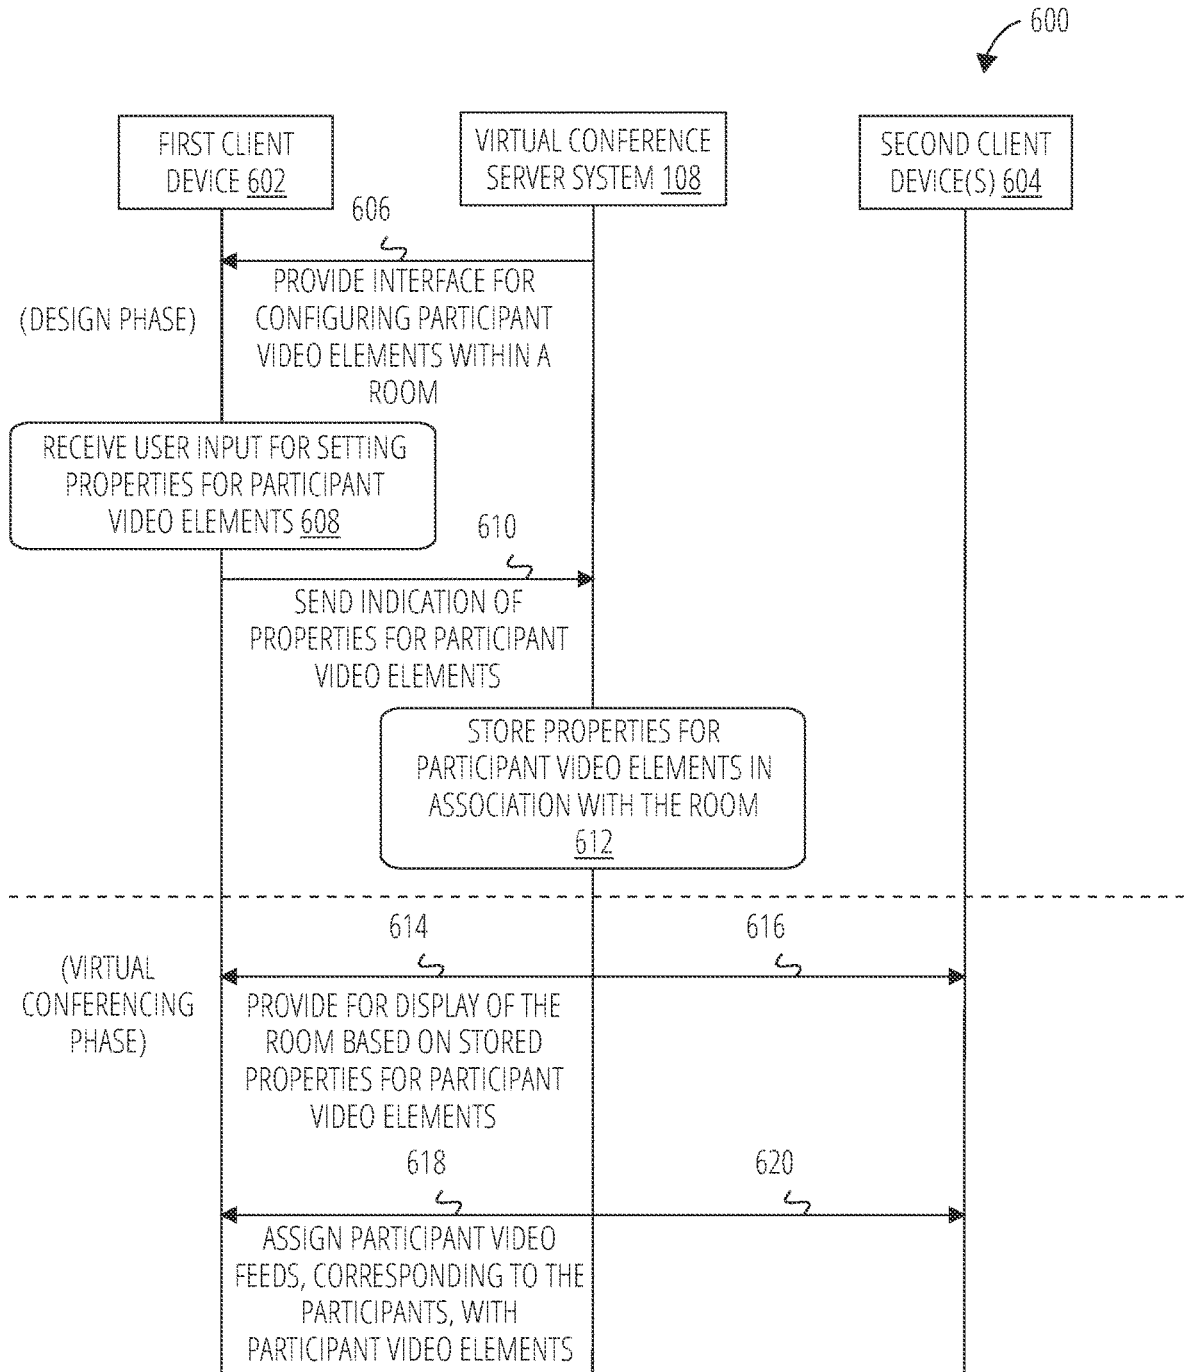 600
FIRST CLIENT
DEVICE 602
VIRTUAL CONFERENCE
SERVER SYSTEM 108
SECOND CLIENT
DEVICE(S) 604
606
(DESIGN PHASE)
PROVIDE INTERFACE FOR
CONFIGURING PARTICIPANT
VIDEO ELEMENTS WITHIN A
ROOM
RECEIVE USER INPUT FOR SETTING
PROPERTIES FOR PARTICIPANT
VIDEO ELEMENTS 608
610
SEND INDICATION OF
PROPERTIES FOR PARTICIPANT
VIDEO ELEMENTS
STORE PROPERTIES FOR
PARTICIPANT VIDEO ELEMENTS IN
ASSOCIATION WITH THE ROOM
612
614
616
(VIRTUAL
CONFERENCING
PHASE)
PROVIDE FOR DISPLAY OF THE
ROOM BASED ON STORED
PROPERTIES FOR PARTICIPANT
VIDEO ELEMENTS
618
620
ASSIGN PARTICIPANT VIDEO
FEEDS, CORRESPONDING TO THE
PARTICIPANTS, WITH
PARTICIPANT VIDEO ELEMENTS